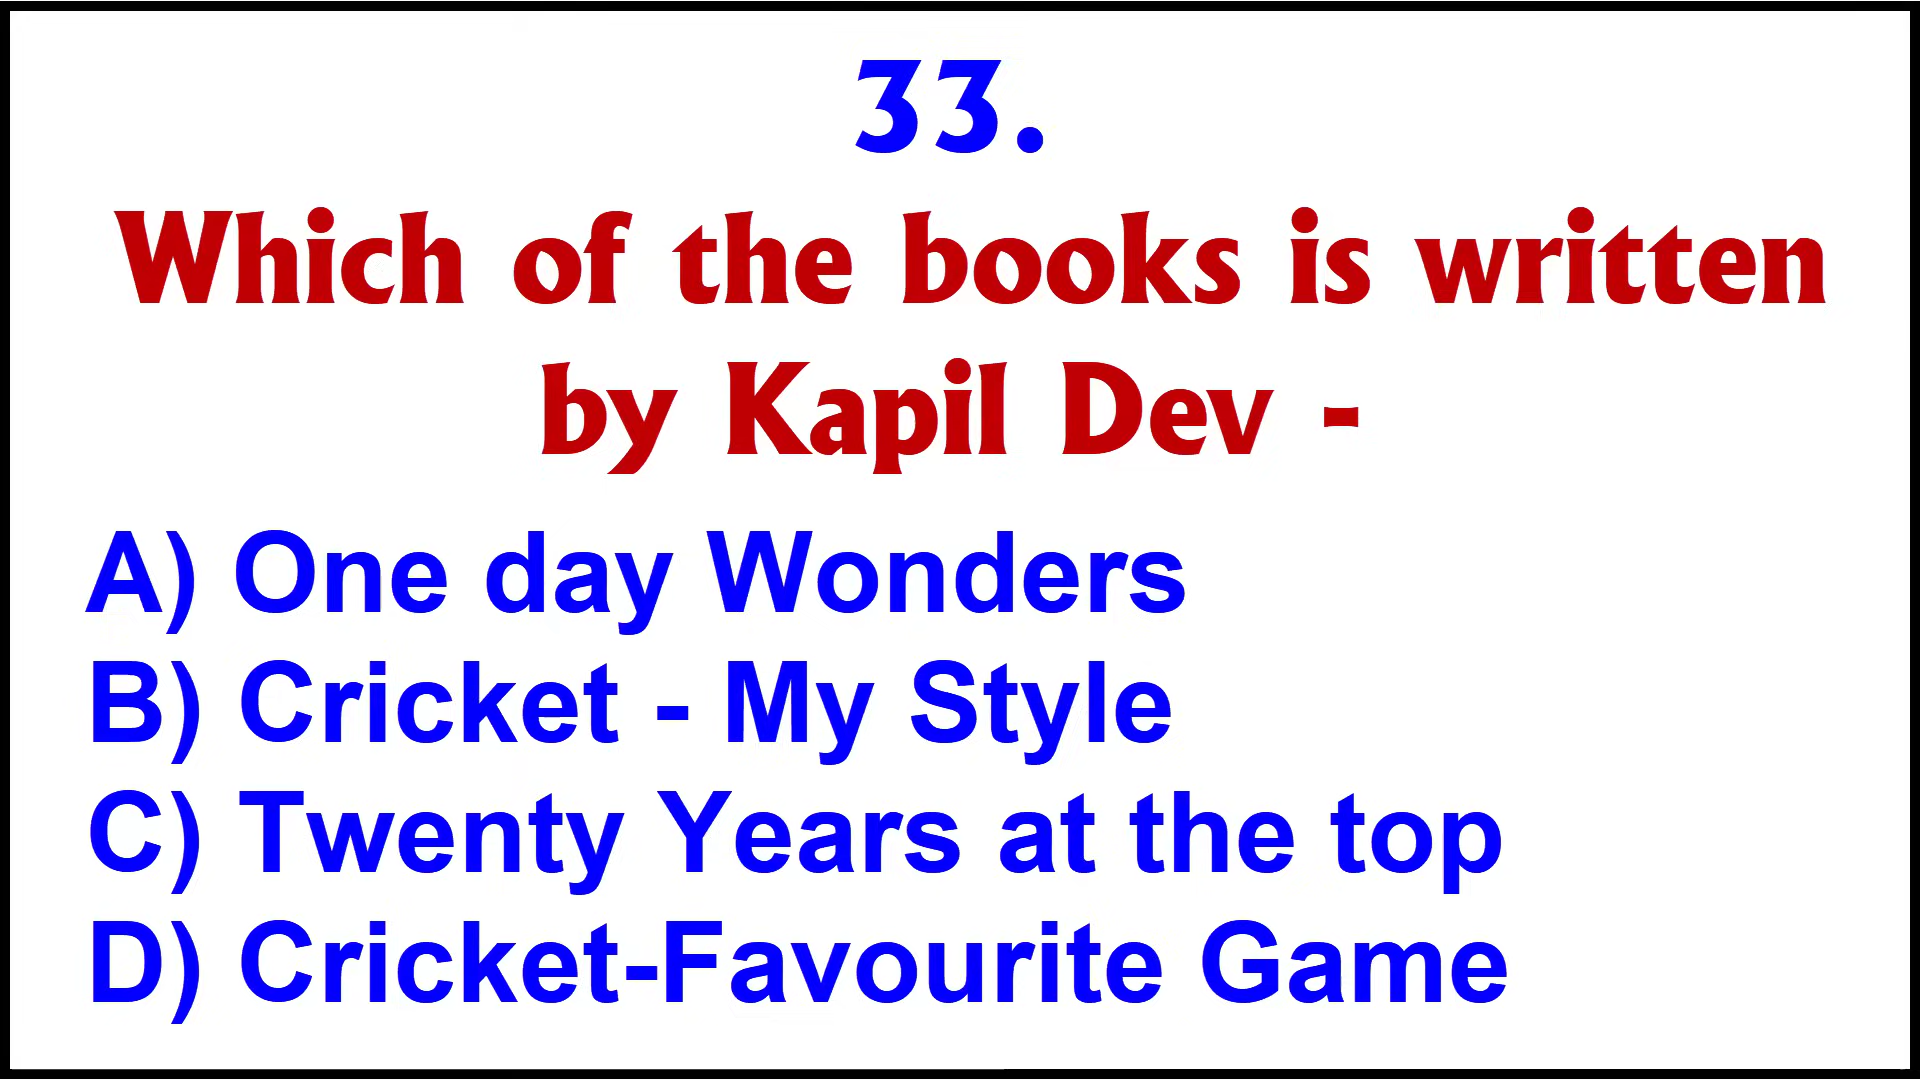 33.
Which of the books is written
by Kapil Dev -
A) One day Wonders
B) Cricket - My Style
C) Twenty Years at the top
D) Cricket-Favourite Game